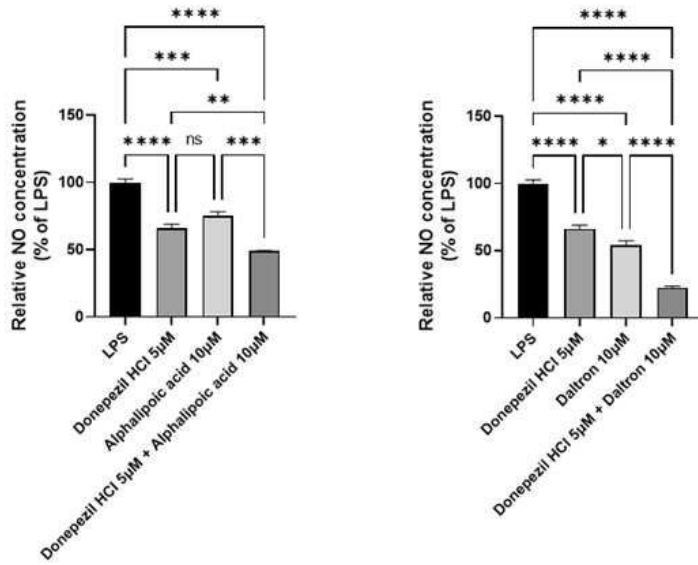 ****
***
**
**** ns ***
Relative NO concentration
(% of LPS)
150
100
50
0
LPS
Donepezil HCl 5µM
Alphalipoic acid 10µM
Donepezil HCl 5µM + Alphalipoic acid 10µM
****
****
****
**** * ****
Relative NO concentration
(% of LPS)
150
100
50
0
LPS
Donepezil HCl 5µM
Daltron 10µM
Donepezil HCl 5µM + Daltron 10µM